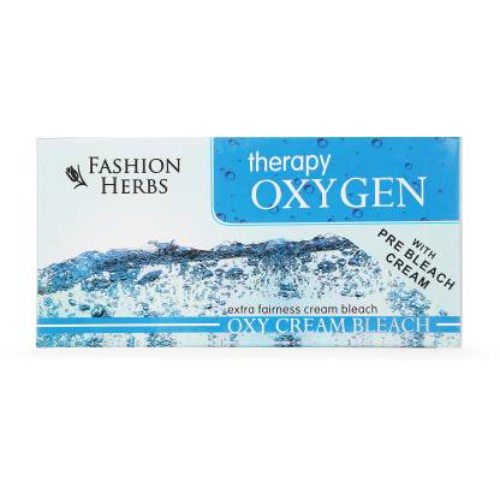 FASHION
HERBS
therapy
OXYGEN
WITH
PRE BLEACH
CREAM
extra fairness cream bleach
OXY CREAM BLEACH